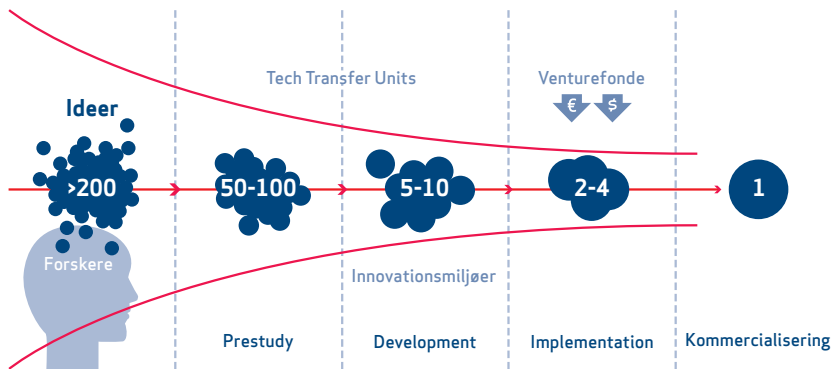 Tech Transfer Units
Venturefonde
€ $
Ideer
>200
50-100
5-10
2-4
1
Forskere
Innovationsmiljøer
Prestudy
Development
Implementation
Kommercialisering